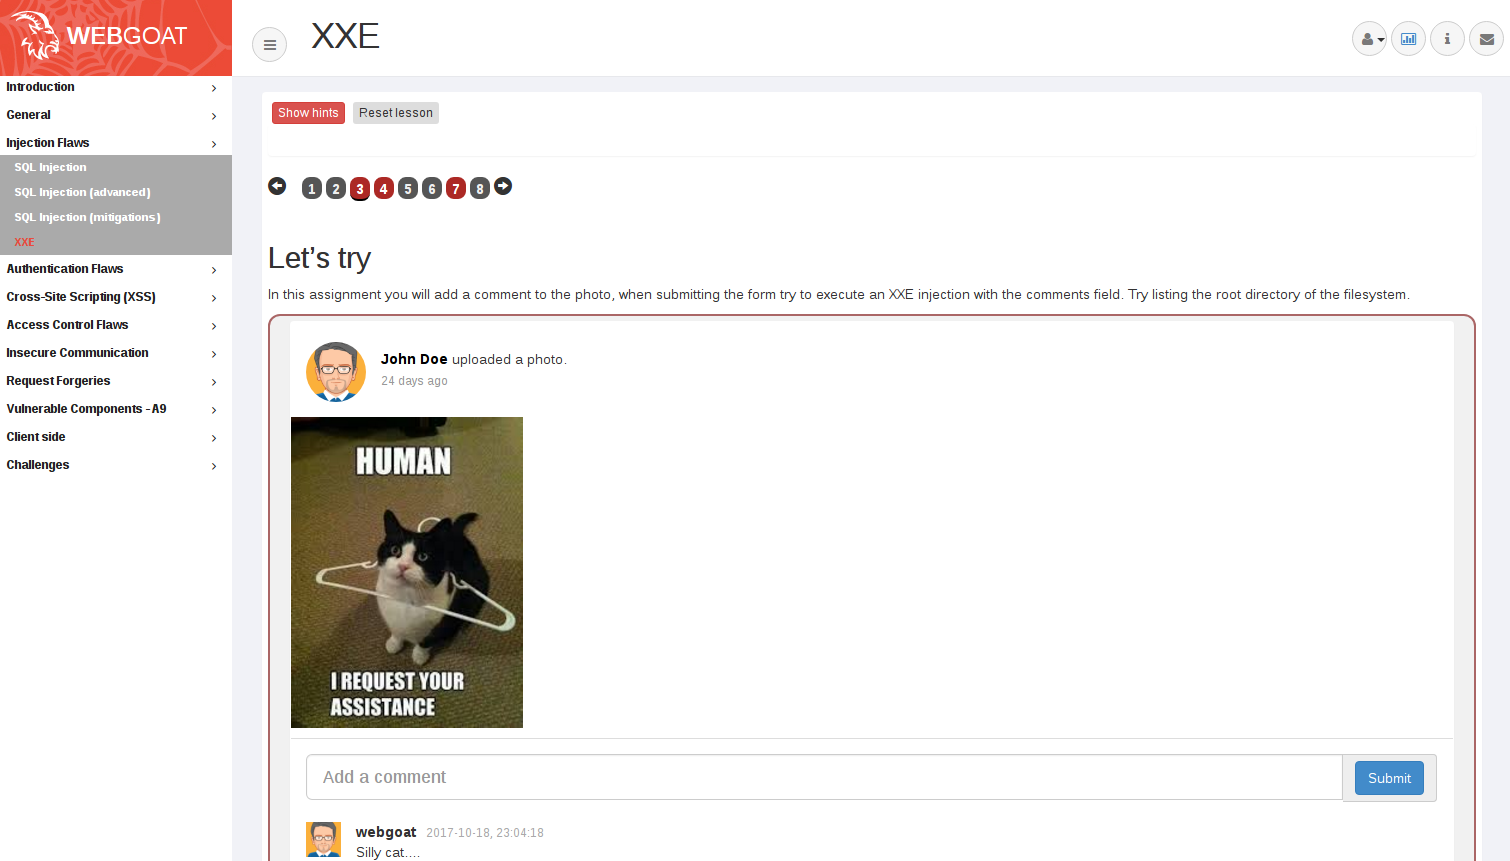 WEBGOAT
XXE
Introduction
General
Injection Flaws
SQL Injection
SQL Injection (advanced)
SQL Injection (mitigations)
XXE
Authentication Flaws
Cross-Site Scripting (XSS)
Access Control Flaws
Insecure Communication
Request Forgeries
Vulnerable Components - A9
Client side
Challenges
Show hints Reset lesson
1 2 3 4 5 6 7 8
Let’s try
In this assignment you will add a comment to the photo, when submitting the form try to execute an XXE injection with the comments field. Try listing the root directory of the filesystem.
John Doe uploaded a photo.
24 days ago
HUMAN
I REQUEST YOUR
ASSISTANCE
Add a comment Submit
webgoat 2017-10-18, 23:04:18
Silly cat....